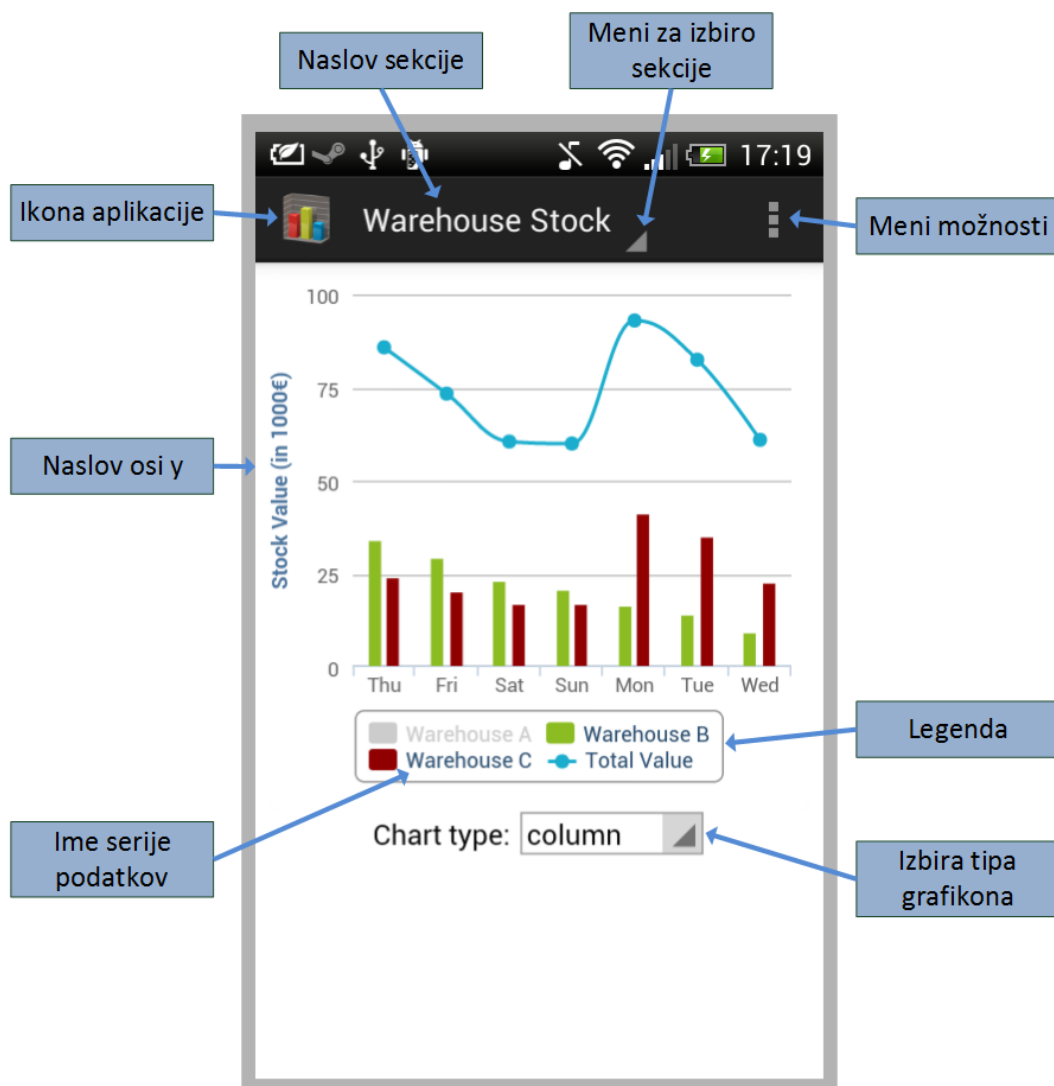 Naslov sekcije
Meni za izbiro
sekcije
17:19
Ikona aplikacije
Warehouse Stock
Meni možnosti
Naslov osi y
Stock Value (in 1000€)
100
75
50
25
0
Thu Fri Sat Sun Mon Tue Wed
Warehouse A Warehouse B
Warehouse C Total Value
Legenda
Chart type: column
Ime serije
podatkov
Izbira tipa
grafikona